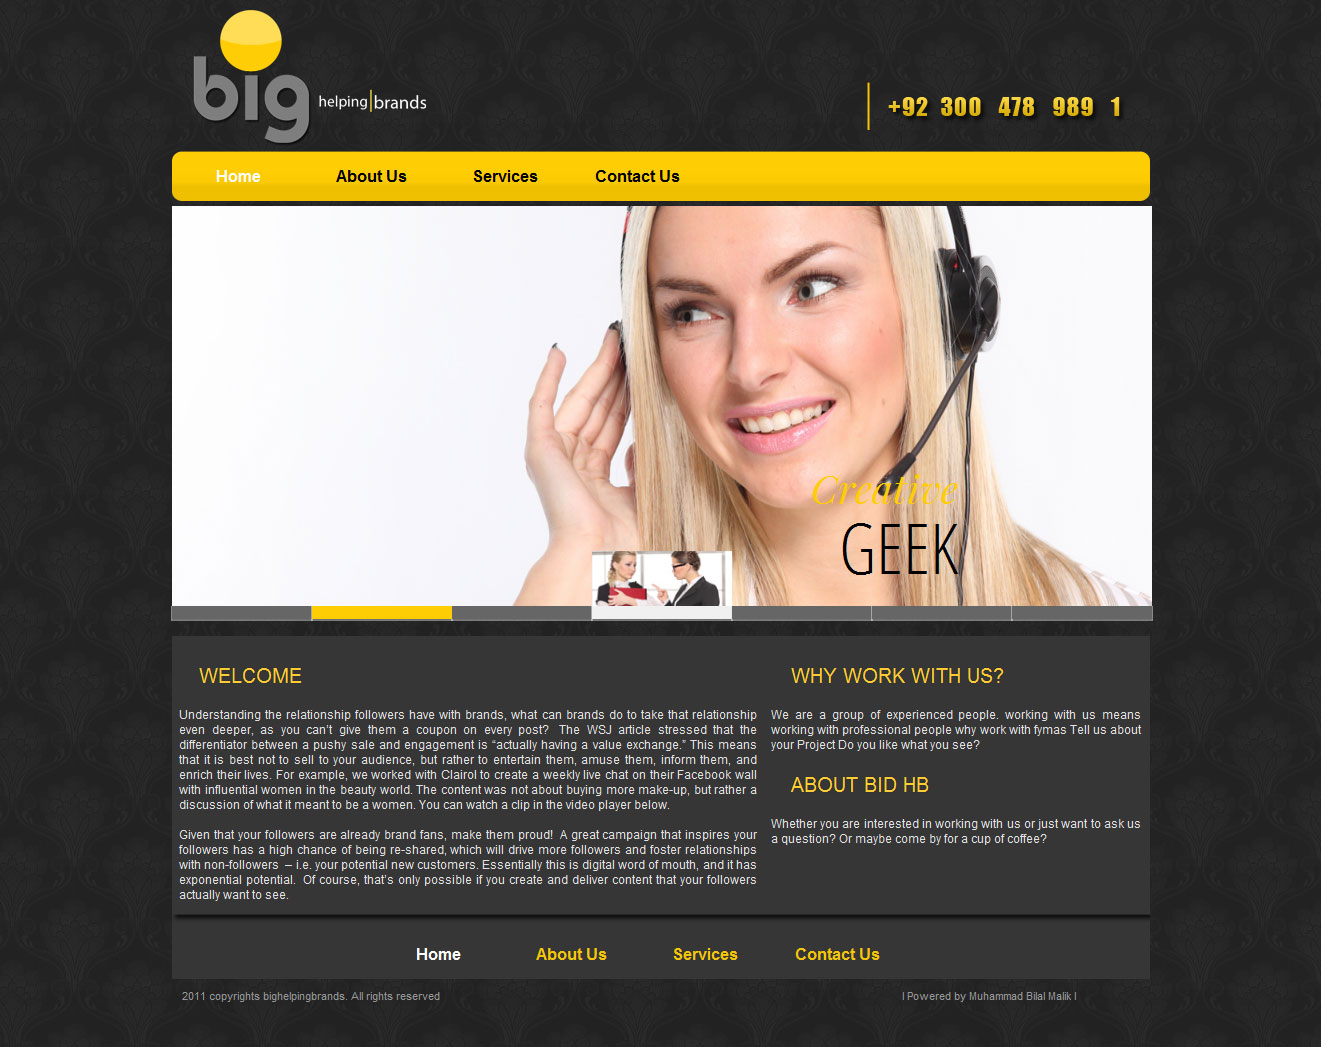 big helping brands
+92 300 478 989 1
Home About Us Services Contact Us
Creative
GEEK
WELCOME
Understanding the relationship followers have with brands, what can brands do to take that relationship
even deeper, as you can't give them a coupon on every post? The WSJ article stressed that the
differentiator between a pushy sale and engagement is “actually having a value exchange.” This means
that it is best not to sell to your audience, but rather to entertain them, amuse them, inform them, and
enrich their lives. For example, we worked with Clairol to create a weekly live chat on their Facebook wall
with influential women in the beauty world. The content was not about buying more make-up, but rather a
discussion of what it meant to be a women. You can watch a clip in the video player below.
Given that your followers are already brand fans, make them proud! A great campaign that inspires your
followers has a high chance of being re-shared, which will drive more followers and foster relationships
with non-followers – i.e. your potential new customers. Essentially this is digital word of mouth, and it has
exponential potential. Of course, that's only possible if you create and deliver content that your followers
actually want to see.
WHY WORK WITH US?
We are a group of experienced people. working with us means
working with professional people why work with fymas Tell us about
your Project Do you like what you see?
ABOUT BID HB
Whether you are interested in working with us or just want to ask us
a question? Or maybe come by for a cup of coffee?
Home About Us Services Contact Us
2011 copyrights bighelpingbrands. All rights reserved
I Powered by Muhammad Bilal Malik I